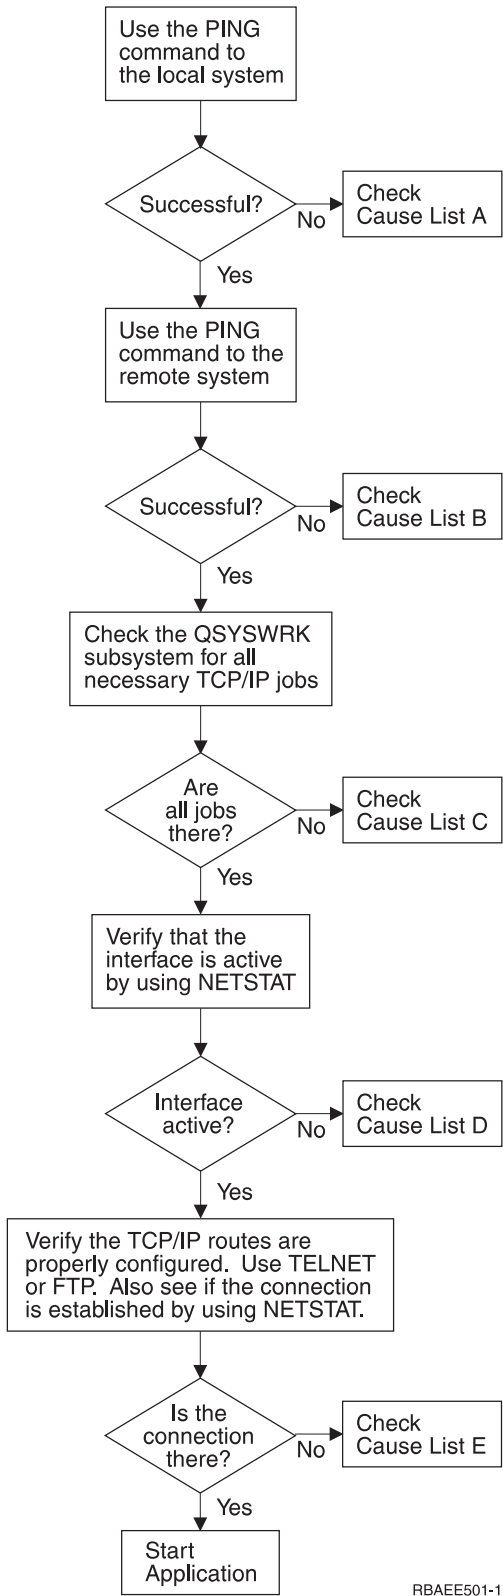 Use the PING
command to
the local system
Successful?
No
Check
Cause List A
Yes
Use the PING
command to the
remote system
Successful?
No
Check
Cause List B
Yes
Check the QSYSWRK
subsystem for all
necessary TCP/IP jobs
Are
all jobs
there?
No
Check
Cause List C
Yes
Verify that the
interface is active
by using NETSTAT
Interface
active?
No
Check
Cause List D
Yes
Verify the TCP/IP routes are
properly configured. Use TELNET
or FTP. Also see if the connection
is established by using NETSTAT.
Is the
connection
there?
No
Check
Cause List E
Yes
Start
Application
RBAEE501-1